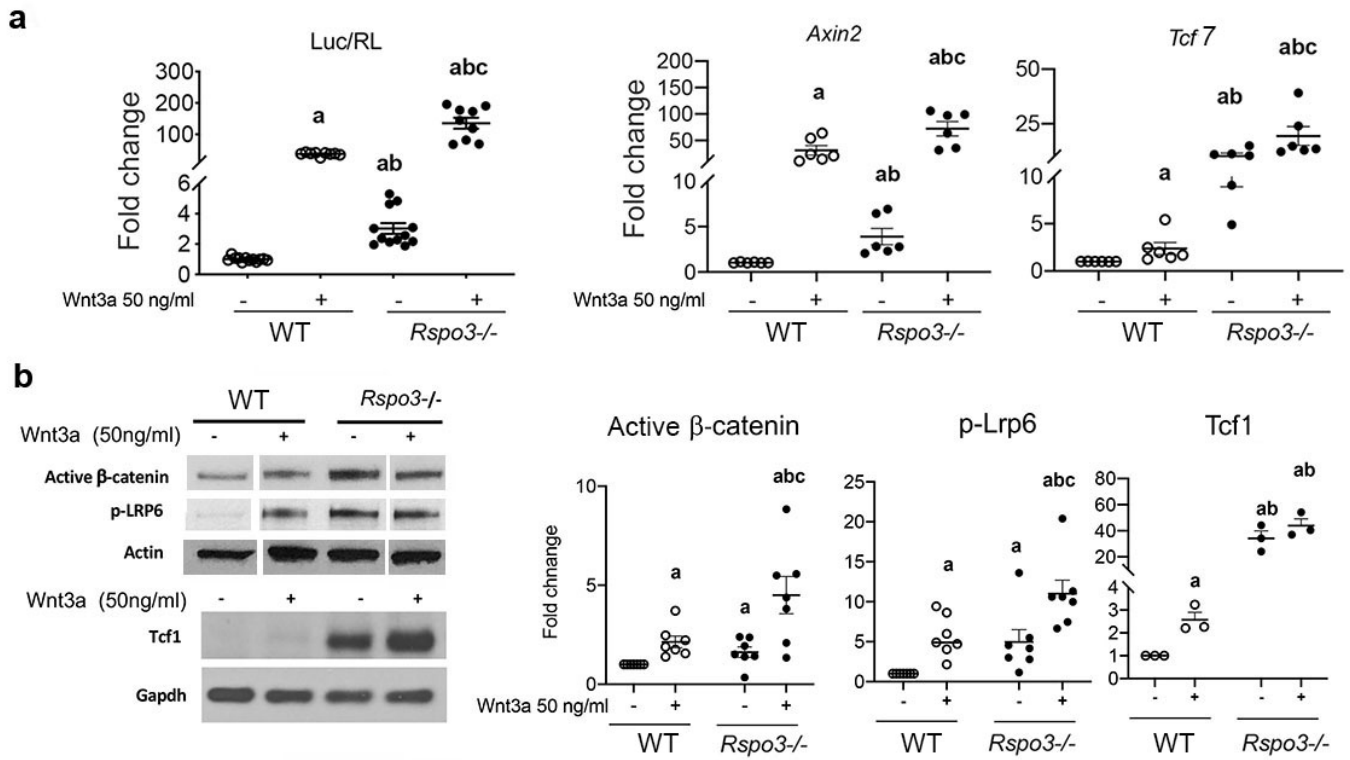 a
Luc/RL
Axin2
Tcf 7
Fold change
300
200
100
6
4
2
0
a
ab
abc
Fold change
200
150
100
50
10
5
0
a
ab
abc
50
25
10
5
0
a
ab
abc
Wnt3a 50 ng/ml - + - +
WT Rspo3-/-
Wnt3a 50 ng/ml - + - +
WT Rspo3-/-
- + - +
WT Rspo3-/-
b
WT Rspo3-/-
Wnt3a (50ng/ml) - + - +
Active β-catenin
p-LRP6
Actin
Wnt3a (50ng/ml) - + - +
Tcf1
Gapdh
Active β-catenin
Fold chnange
10
5
0
a
a
abc
Wnt3a 50 ng/ml - + - +
WT Rspo3-/-
p-Lrp6
25
20
15
10
5
0
a
a
abc
- + - +
WT Rspo3-/-
Tcf1
80
60
40
20
4
3
2
1
0
a
ab
ab
- + - +
WT Rspo3-/-